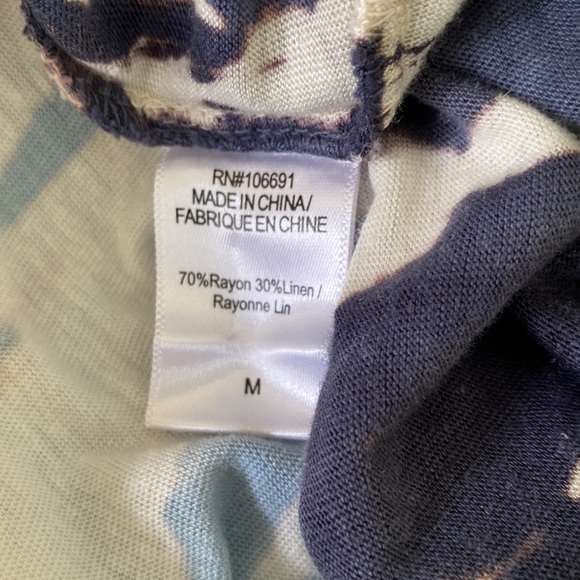 RN#106691
MADE IN CHINA/
FABRIQUE EN CHINE
70%Rayon 30%Linen /
Rayonne Lin
M